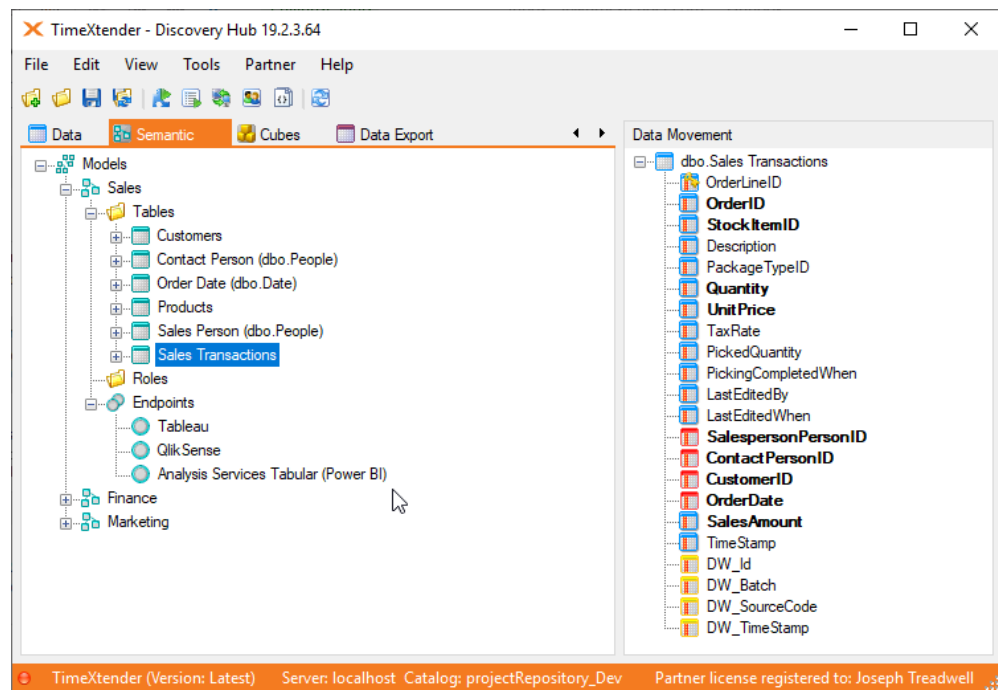 TimeXtender - Discovery Hub 19.2.3.64
File Edit View Tools Partner Help
Data Semantic Cubes Data Export
Models
Sales
Tables
Customers
Contact Person (dbo.People)
Order Date (dbo.Date)
Products
Sales Person (dbo.People)
Sales Transactions
Roles
Endpoints
Tableau
QlikSense
Analysis Services Tabular (Power BI)
Finance
Marketing
Data Movement
dbo.Sales Transactions
OrderLineID
OrderID
StockItemID
Description
PackageTypeID
Quantity
UnitPrice
TaxRate
PickedQuantity
PickingCompletedWhen
LastEditedBy
LastEditedWhen
SalespersonPersonID
ContactPersonID
CustomerID
OrderDate
SalesAmount
TimeStamp
DW_Id
DW_Batch
DW_SourceCode
DW_TimeStamp
TimeXtender (Version: Latest) Server: localhost Catalog: projectRepository_Dev Partner license registered to: Joseph Treadwell